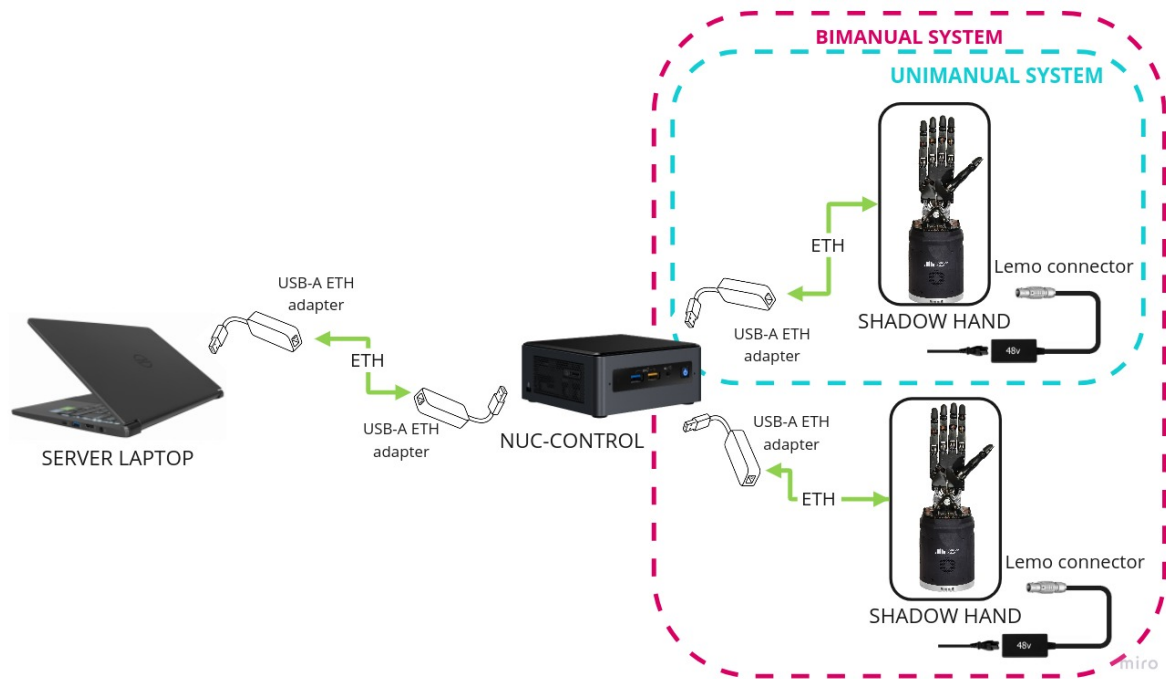 BIMANUAL SYSTEM
UNIMANUAL SYSTEM
USB-A ETH
adapter
ETH
USB-A ETH
adapter
SERVER LAPTOP
NUC-CONTROL
USB-A ETH
adapter
ETH
SHADOW HAND
Lemo connector
48v
USB-A ETH
adapter
ETH
SHADOW HAND
Lemo connector
48v
miro